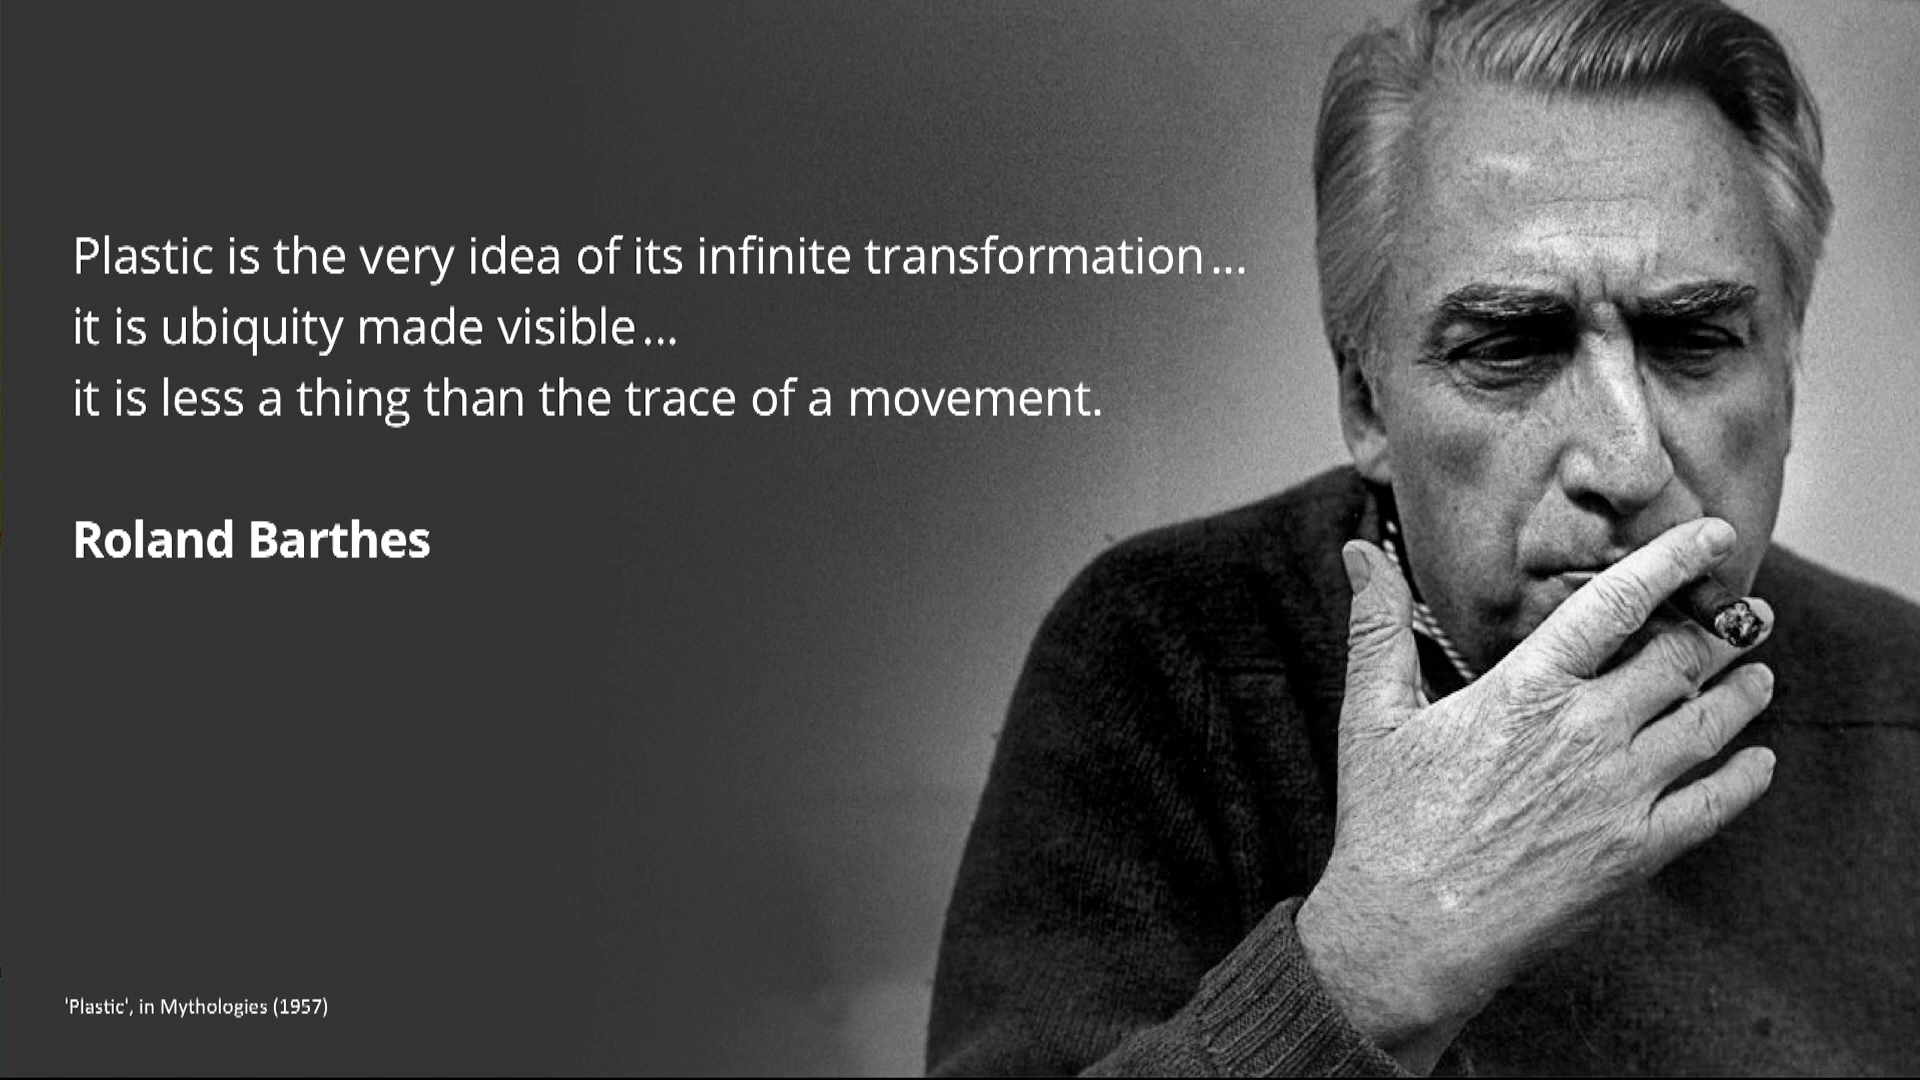 Plastic is the very idea of its infinite transformation...
it is ubiquity made visible...
it is less a thing than the trace of a movement.
Roland Barthes
'Plastic', in Mythologies (1957)